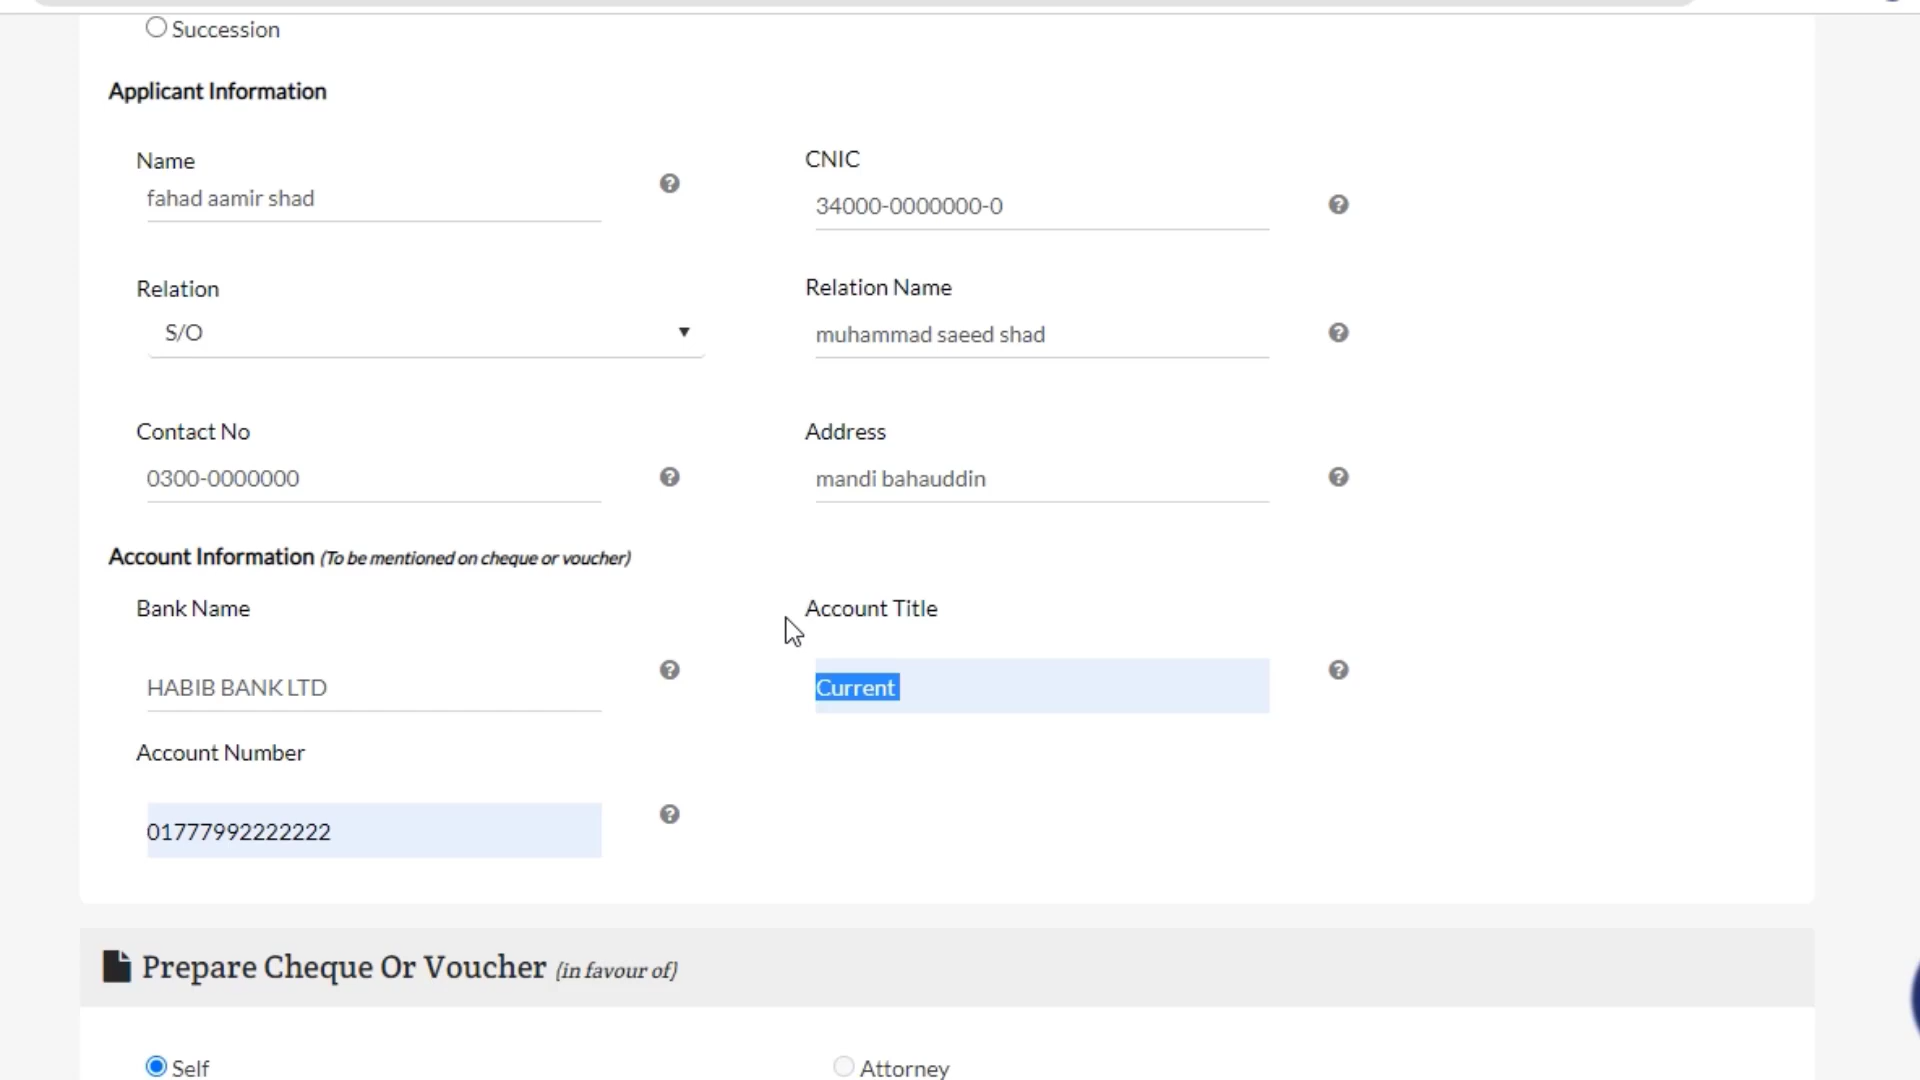 Succession
Applicant Information
Name
CNIC
fahad aamir shad
34000-0000000-0
Relation
Relation Name
S/O
muhammad saeed shad
Contact No
Address
0300-0000000
mandi bahauddin
Account Information (To be mentioned on cheque or voucher)
Bank Name
Account Title
HABIB BANK LTD
Current
Account Number
01777992222222
Prepare Cheque Or Voucher (in favour of)
Self
Attorney